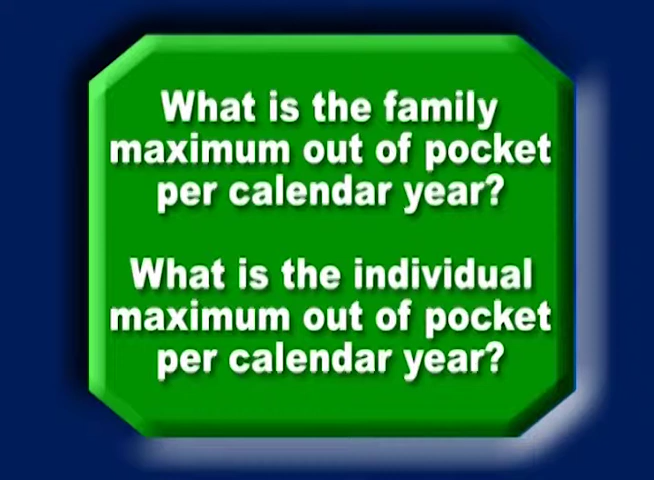 What is the family
maximum out of pocket
per calendar year?
What is the individual
maximum out of pocket
per calendar year?